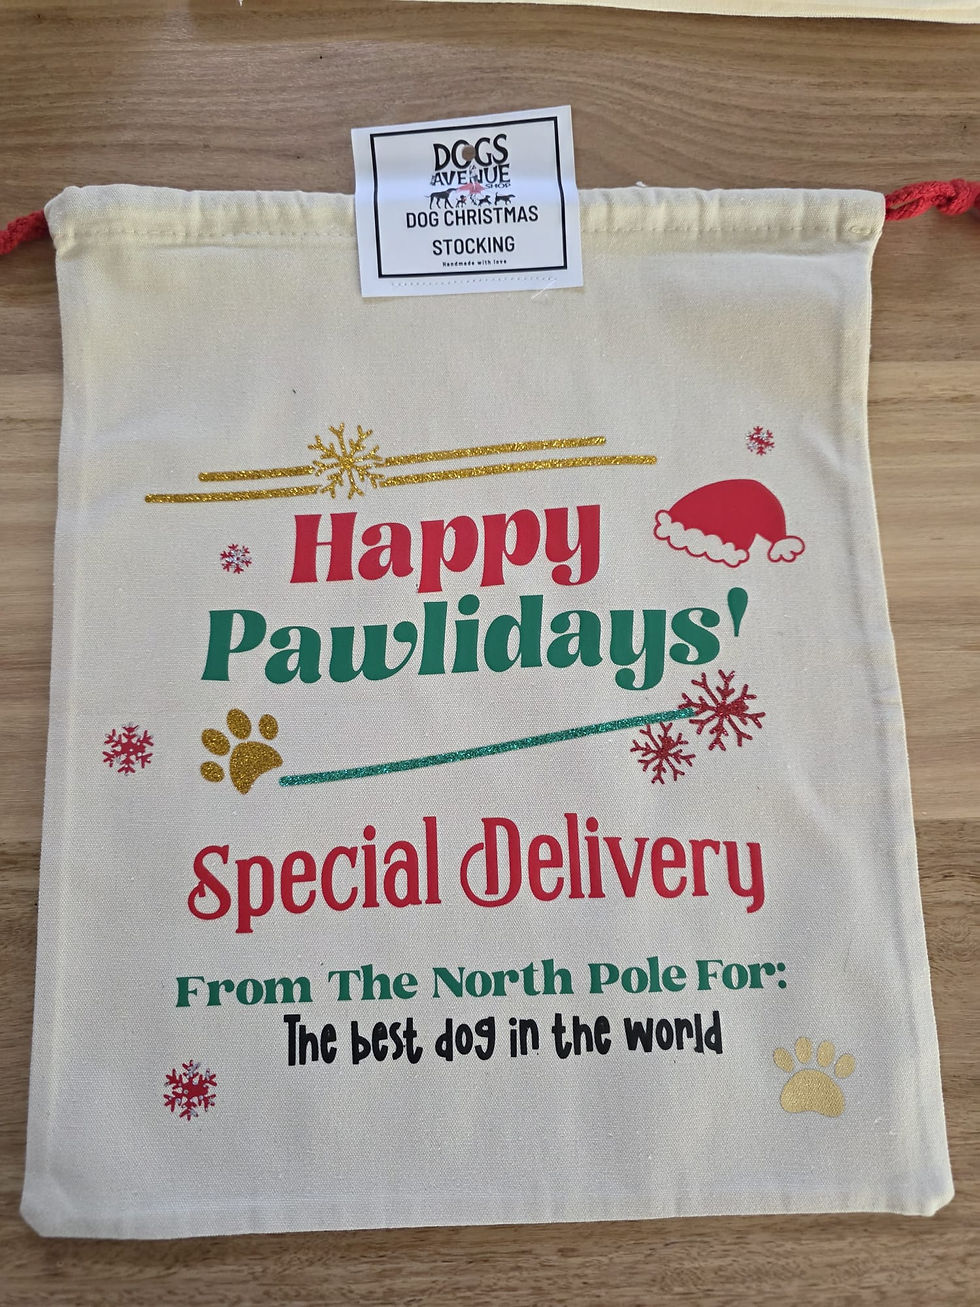 DOGS
AVENUE
SHOP
DOG CHRISTMAS
STOCKING
Handmade with love
Happy
Pawlidays'
Special Delivery
From The North Pole For:
The best dog in the world